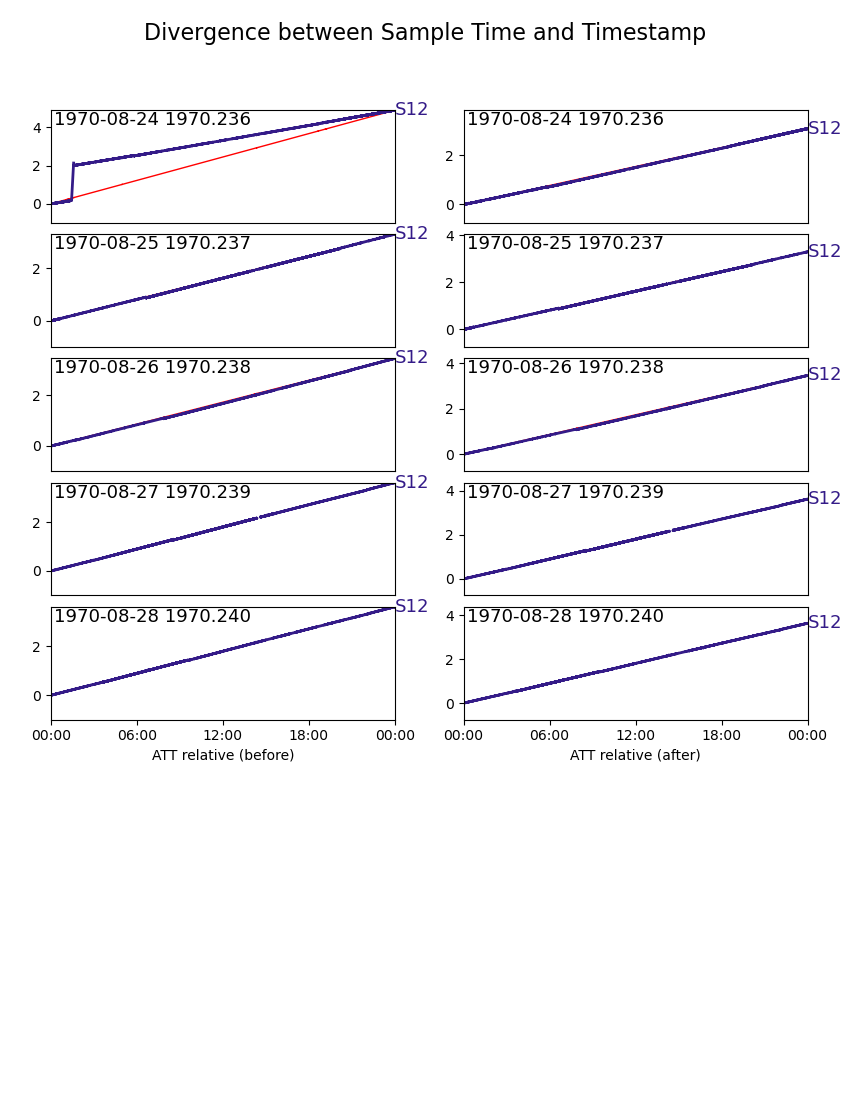 Divergence between Sample Time and Timestamp
1970-08-24 1970.236
S12
4
2
0
1970-08-24 1970.236
S12
2
0
1970-08-25 1970.237
S12
2
0
1970-08-25 1970.237
S12
4
2
0
1970-08-26 1970.238
S12
2
0
1970-08-26 1970.238
S12
4
2
0
1970-08-27 1970.239
S12
2
0
1970-08-27 1970.239
S12
4
2
0
1970-08-28 1970.240
S12
2
0
1970-08-28 1970.240
S12
4
2
0
00:00 06:00 12:00 18:00 00:00
ATT relative (before)
00:00 06:00 12:00 18:00 00:00
ATT relative (after)